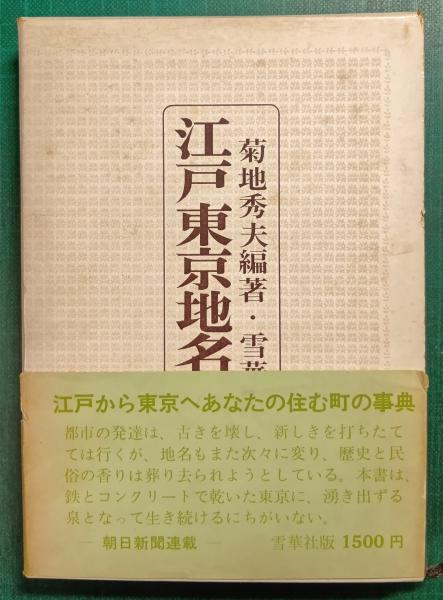 菊地秀夫編著・雪華
江戸東京地名
江戸から東京へあなたの住む町の事典
都市の発達は、古きを壊し、新しきを打ちたて
ては行くが、地名もまた次々に変り、歴史と民
俗の香りは葬り去られようとしている。本書は、
鉄とコンクリートで乾いた東京に、湧き出ずる
泉となって生き続けるにちがいない。
─ 朝日新聞連載 ─ 雪華社版 1500円